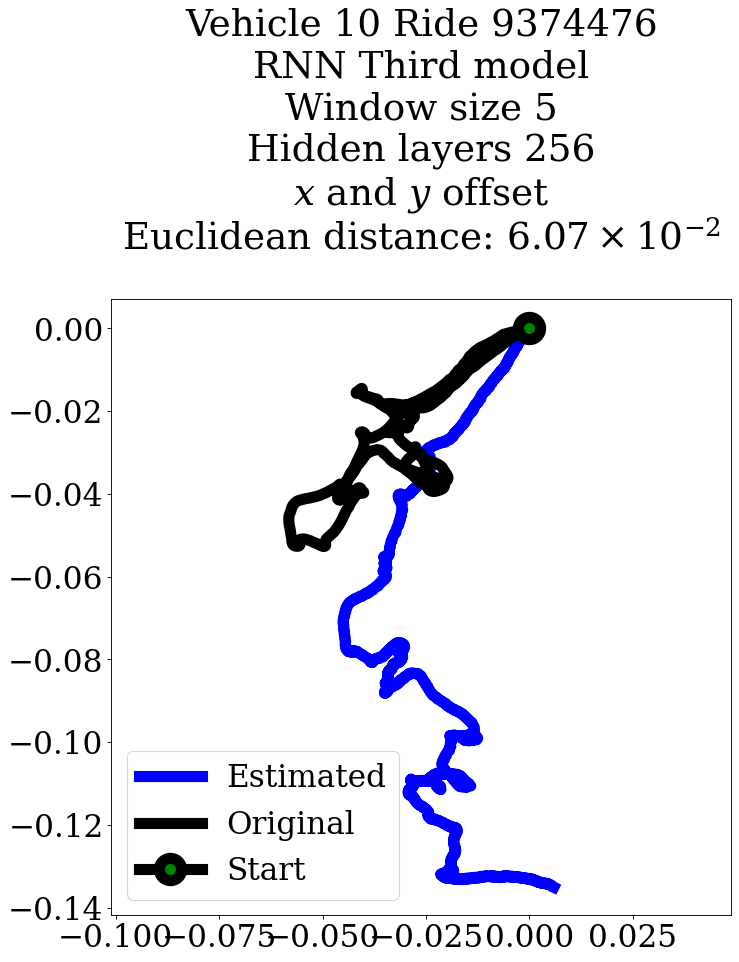 Vehicle 10 Ride 9374476
RNN Third model
Window size 5
Hidden layers 256
x and y offset
Euclidean distance: 6.07 × 10⁻²
0.00
−0.02
−0.04
−0.06
−0.08
−0.10
−0.12
−0.14
Estimated
Original
Start
−0.100 −0.075 −0.050 −0.025 0.000 0.025